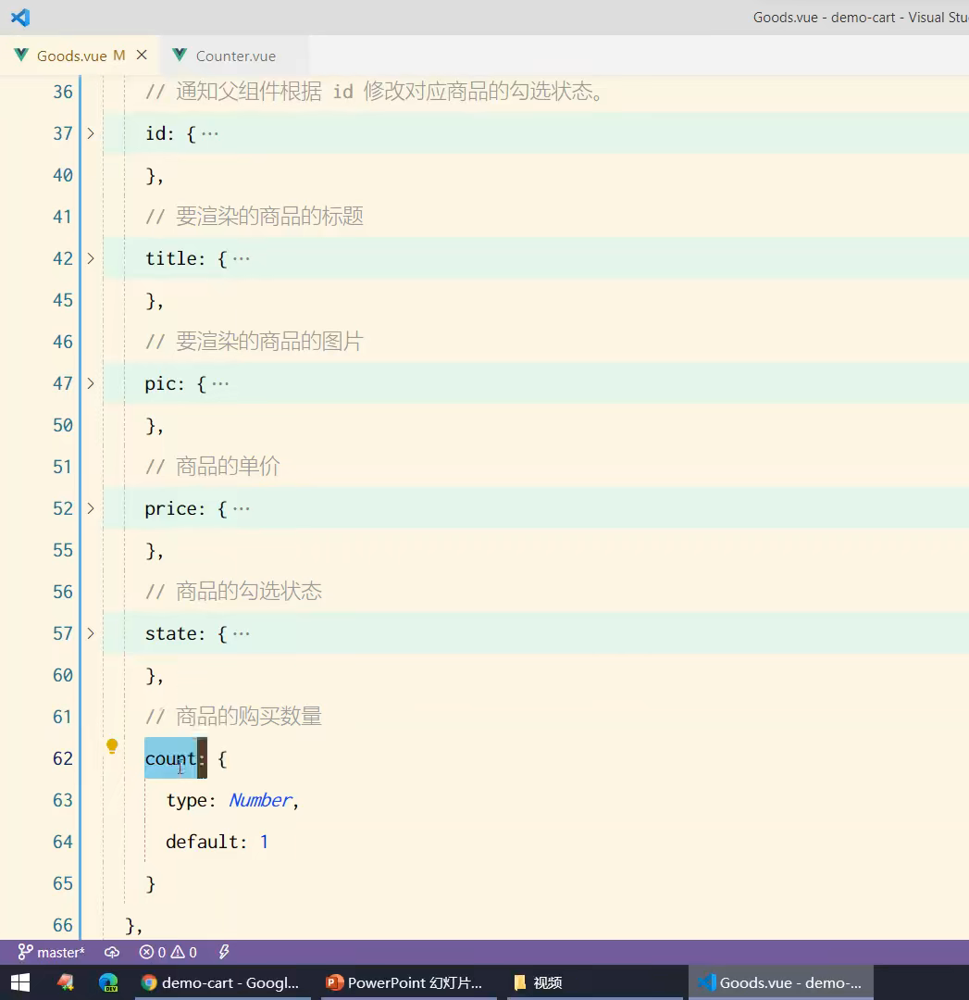 Goods.vue - demo-cart - Visual Stu
Goods.vue M
Counter.vue
36 // 通知父组件根据 id 修改对应商品的勾选状态。
37 id: {···
40 },
41 // 要渲染的商品的标题
42 title: {···
45 },
46 // 要渲染的商品的图片
47 pic: {···
50 },
51 // 商品的单价
52 price: {···
55 },
56 // 商品的勾选状态
57 state: {···
60 },
61 // 商品的购买数量
62 count: {
63 type: Number,
64 default: 1
65 }
66 },
master* 0 0
DEV demo-cart - Googl... PowerPoint 幻灯片... 视频 Goods.vue - demo-...